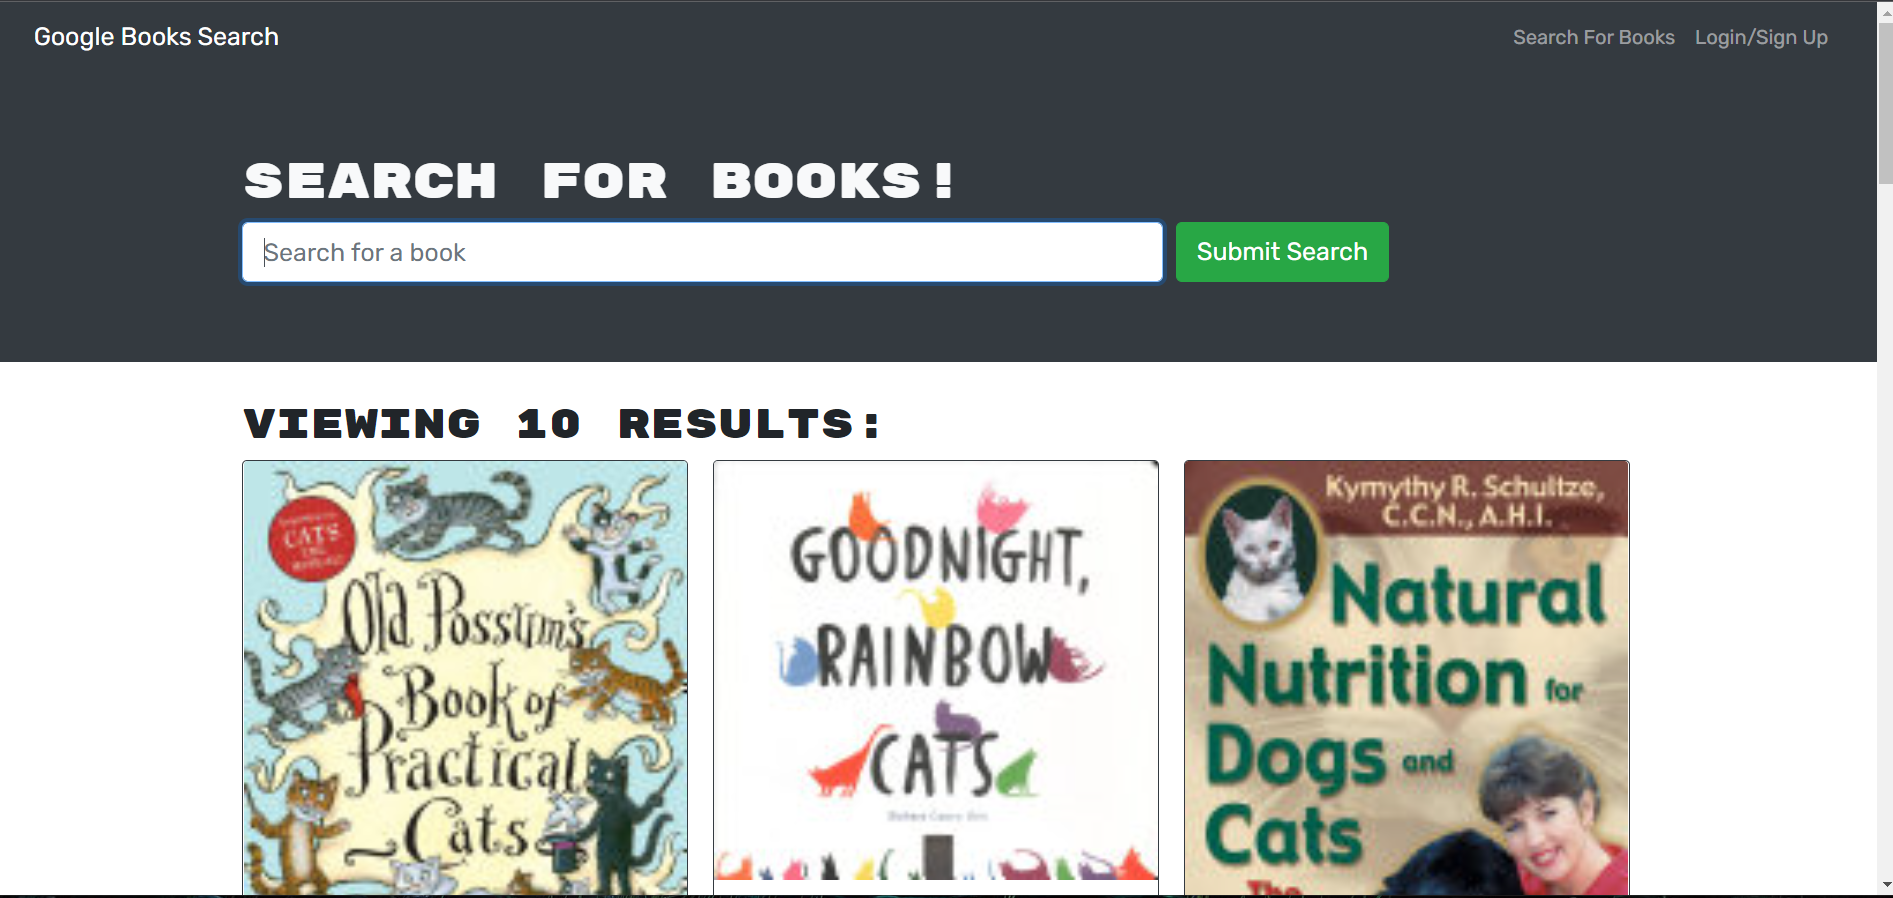 Google Books Search
Search For Books
Login/Sign Up
SEARCH FOR BOOKS!
Search for a book
Submit Search
VIEWING 10 RESULTS:
CATS
Old Possum's
Book of
Practical
Cats
GOODNIGHT,
RAINBOW
CATS
Kymythy R. Schultze,
C.C.N., A.H.I.
Natural
Nutrition for
Dogs and
Cats
The